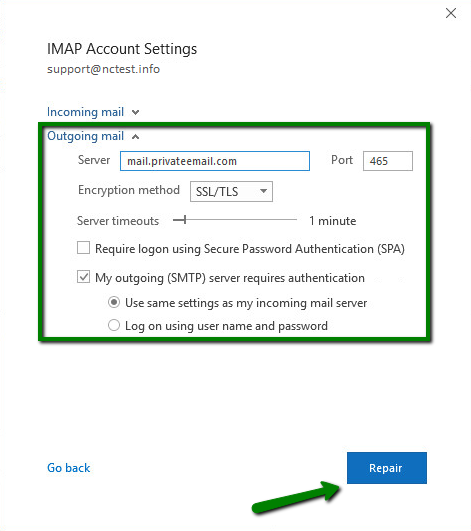 IMAP Account Settings
support@nctest.info
Incoming mail
Outgoing mail
Server mail.privateemail.com Port 465
Encryption method SSL/TLS
Server timeouts 1 minute
Require logon using Secure Password Authentication (SPA)
My outgoing (SMTP) server requires authentication
Use same settings as my incoming mail server
Log on using user name and password
Go back Repair